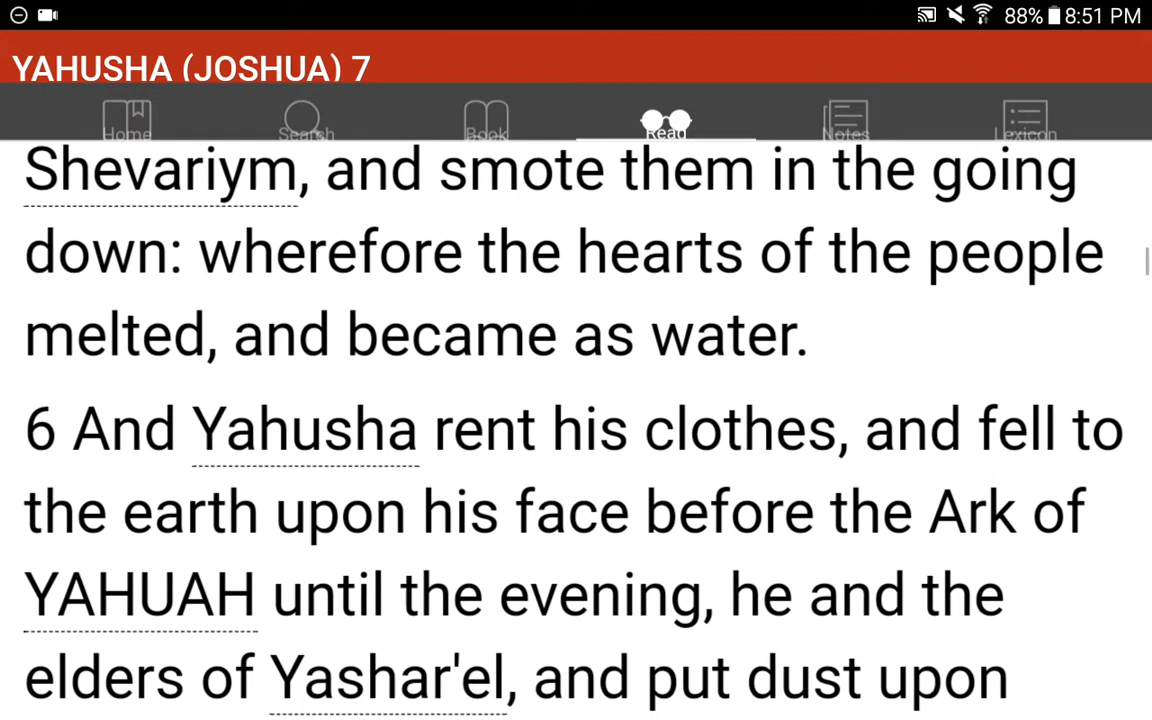 88% 8:51 PM
YAHUSHA (JOSHUA) 7
Home Search Book Read Notes Lexicon
Shevariym, and smote them in the going
down: wherefore the hearts of the people
melted, and became as water.
6 And Yahusha rent his clothes, and fell to
the earth upon his face before the Ark of
YAHUAH until the evening, he and the
elders of Yashar'el, and put dust upon